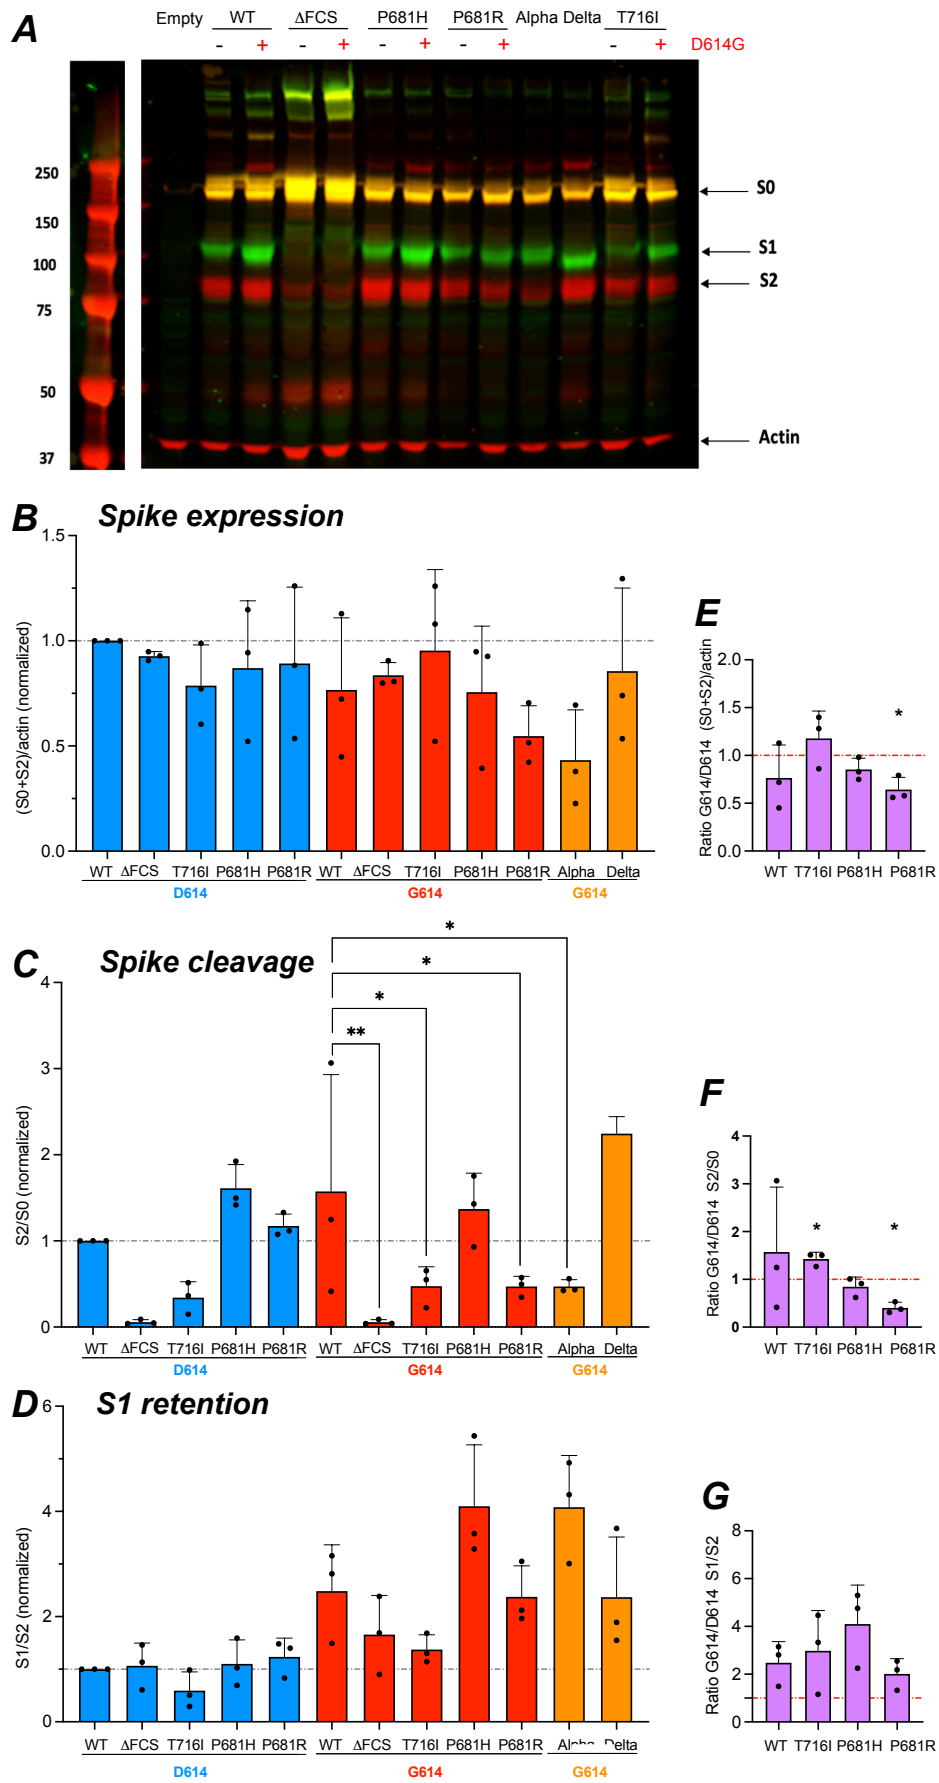 A
Empty WT ΔFCS P681H P681R Alpha Delta T716I
- + - + - + - + - + D614G
250
150
100
75
50
37
S0
S1
S2
Actin
B Spike expression
(S0+S2)/actin (normalized)
1.5
1.0
0.5
0.0
WT ΔFCS T716I P681H P681R WT ΔFCS T716I P681H P681R Alpha Delta
D614 G614 G614
E
Ratio G614/D614 (S0+S2)/actin
2.0
1.5
1.0
0.5
0.0
*
WT T716I P681H P681R
C Spike cleavage
S2/S0 (normalized)
4
3
2
1
0
*
*
*
**
WT ΔFCS T716I P681H P681R WT ΔFCS T716I P681H P681R Alpha Delta
D614 G614 G614
F
Ratio G614/D614 S2/S0
4
3
2
1
0
* *
WT T716I P681H P681R
D S1 retention
S1/S2 (normalized)
6
4
2
0
WT ΔFCS T716I P681H P681R WT ΔFCS T716I P681H P681R Delta
D614 G614 G614
G
Ratio G614/D614 S1/S2
8
6
4
2
0
WT T716I P681H P681R